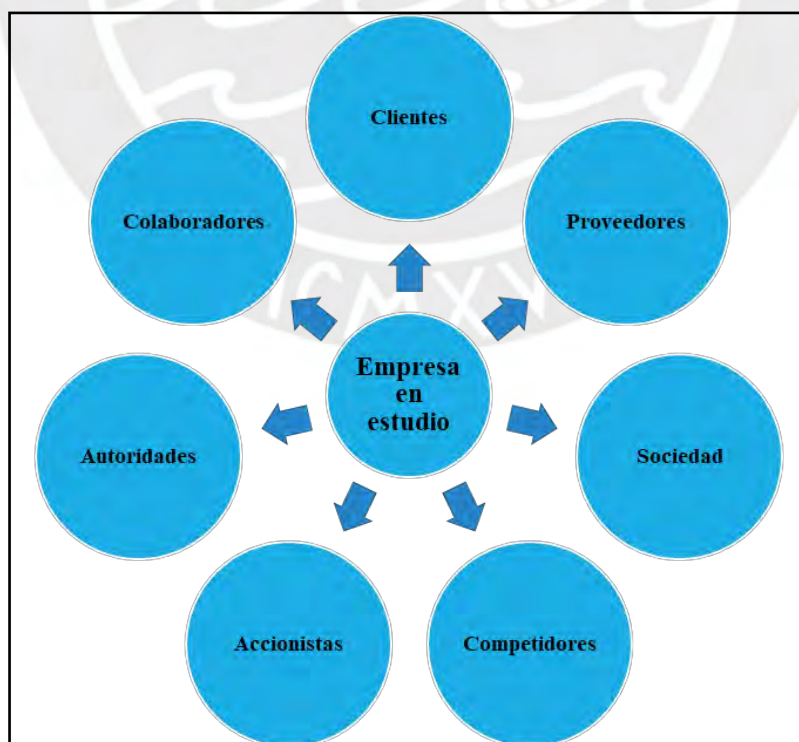 Clientes
Colaboradores
Proveedores
Empresa
en
estudio
Autoridades
Sociedad
Accionistas
Competidores